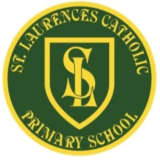 ST. LAURENCES CATHOLIC
SL
PRIMARY SCHOOL